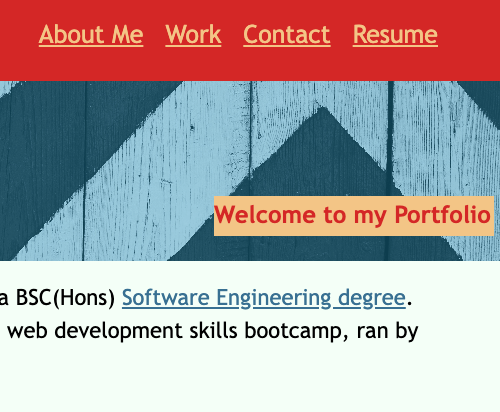 About Me Work Contact Resume
Welcome to my Portfolio
a BSC(Hons) Software Engineering degree.
web development skills bootcamp, ran by